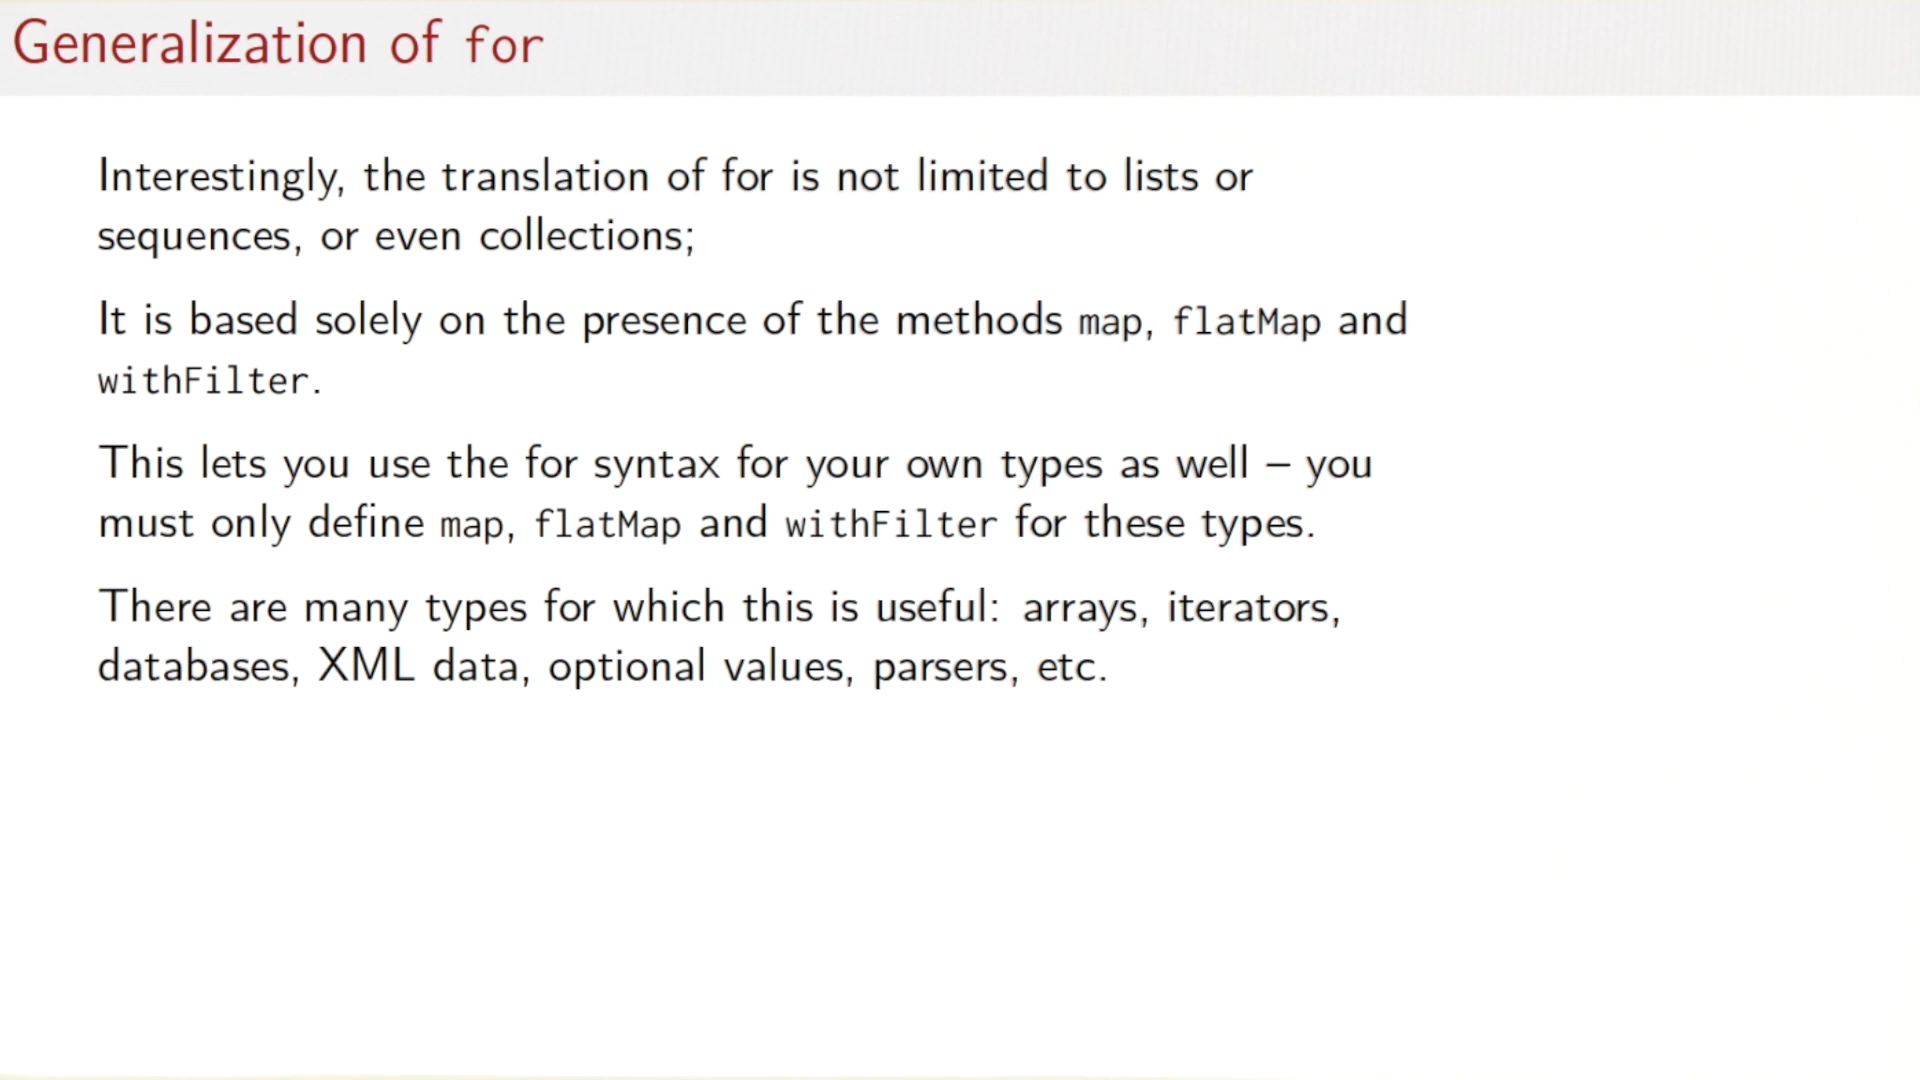 Generalization of for
Interestingly, the translation of for is not limited to lists or
sequences, or even collections;
It is based solely on the presence of the methods map, flatMap and
withFilter.
This lets you use the for syntax for your own types as well – you
must only define map, flatMap and withFilter for these types.
There are many types for which this is useful: arrays, iterators,
databases, XML data, optional values, parsers, etc.